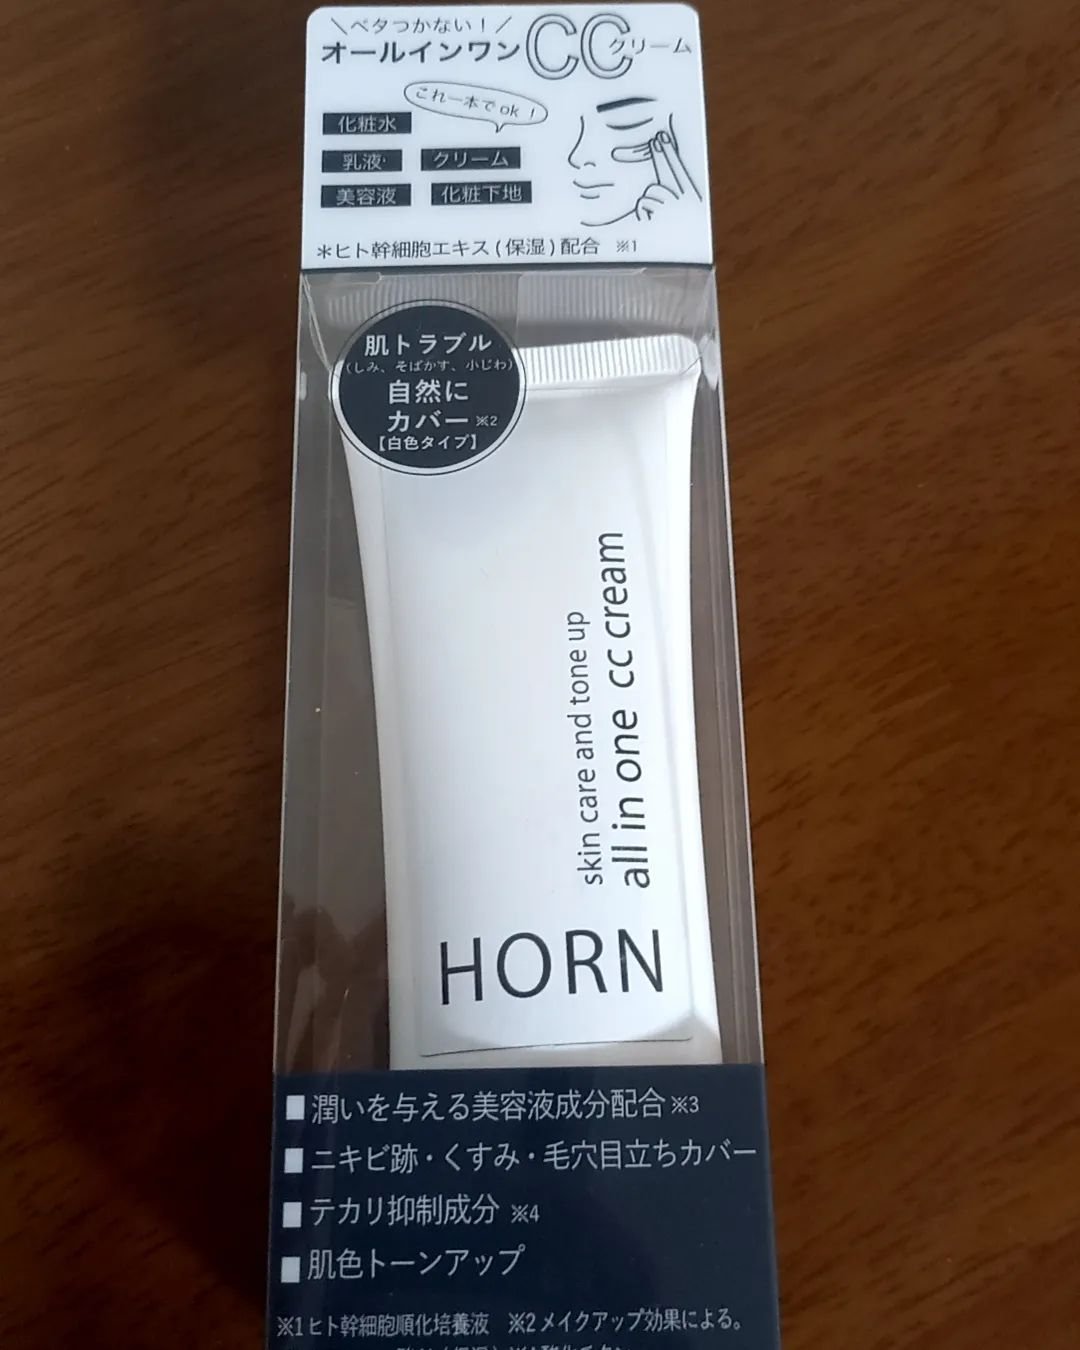 ＼ベタつかない！／
オールインワンCCクリーム
これ一本でok！
化粧水
乳液 クリーム
美容液 化粧下地
＊ヒト幹細胞エキス(保湿)配合 ※1
肌トラブル
(しみ、そばかす、小じわ)
自然に
カバー※2
【白色タイプ】
skin care and tone up
all in one cc cream
HORN
■潤いを与える美容液成分配合※3
■ニキビ跡・くすみ・毛穴目立ちカバー
■テカリ抑制成分 ※4
■肌色トーンアップ
※1ヒト幹細胞順化培養液 ※2メイクアップ効果による。